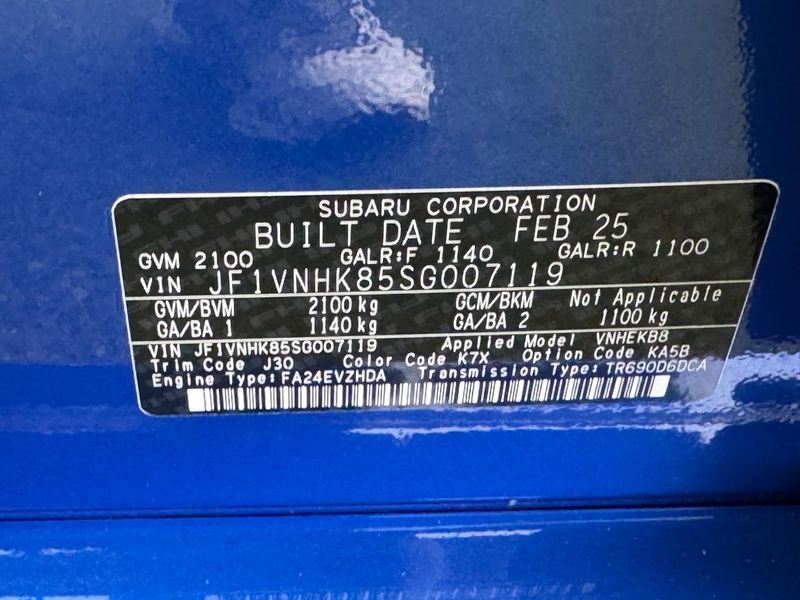 SUBARU CORPORATION
BUILT DATE FEB 25
GVM 2100 GALR:F 1140 GALR:R 1100
VIN JF1VNHK85SG007119
GVM/BVM 2100 kg GCM/BKM Not Applicable
GA/BA 1 1140 kg GA/BA 2 1100 kg
VIN JF1VNHK85SG007119 Applied Model VNHEKB8
Trim Code J30 Color Code K7X Option Code KA5B
Engine Type: FA24EVZHDA Transmission Type: TR690D6DCA